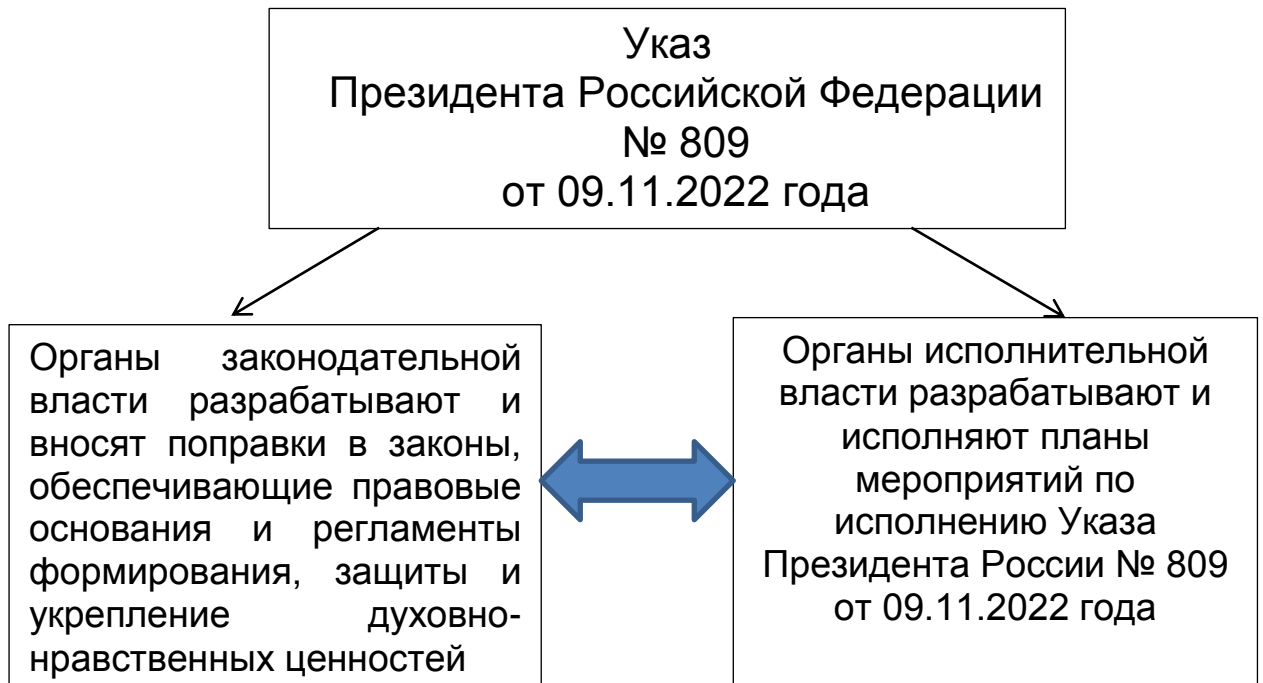 Указ
Президента Российской Федерации
№ 809
от 09.11.2022 года
Органы законодательной
власти разрабатывают и
вносят поправки в законы,
обеспечивающие правовые
основания и регламенты
формирования, защиты и
укрепление духовно-
нравственных ценностей
Органы исполнительной
власти разрабатывают и
исполняют планы
мероприятий по
исполнению Указа
Президента России № 809
от 09.11.2022 года